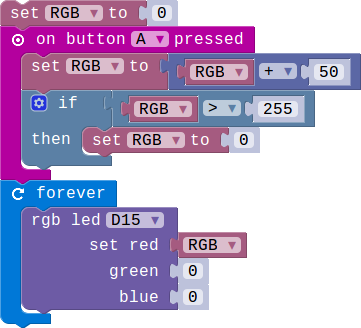 set RGB ▼ to 0
on button A ▼ pressed
set RGB ▼ to RGB ▼ + ▼ 50
if RGB ▼ > ▼ 255
then set RGB ▼ to 0
forever
rgb led D15 ▼
set red RGB ▼
green 0
blue 0